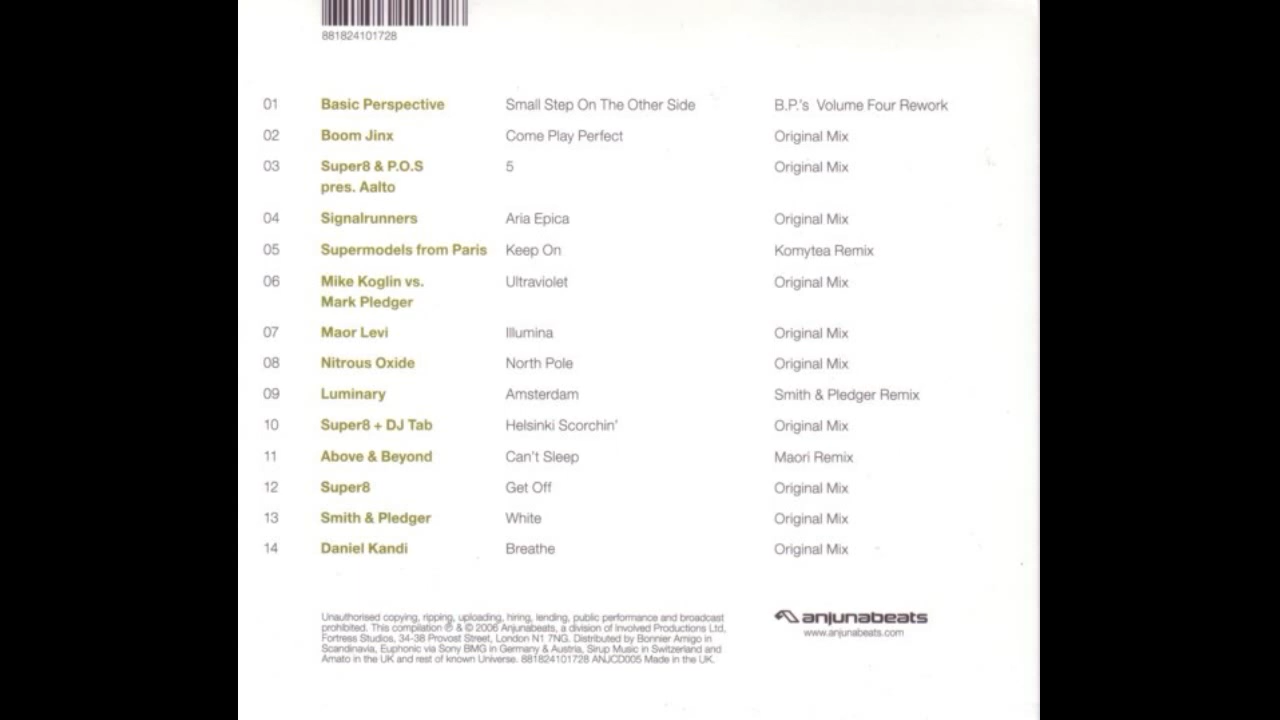 881824101728
01 Basic Perspective Small Step On The Other Side B.P.'s Volume Four Rework
02 Boom Jinx Come Play Perfect Original Mix
03 Super8 & P.O.S 5 Original Mix
pres. Aalto
04 Signalrunners Aria Epica Original Mix
05 Supermodels from Paris Keep On Komytea Remix
06 Mike Koglin vs. Ultraviolet Original Mix
Mark Pledger
07 Maor Levi Illumina Original Mix
08 Nitrous Oxide North Pole Original Mix
09 Luminary Amsterdam Smith & Pledger Remix
10 Super8 + DJ Tab Helsinki Scorchin' Original Mix
11 Above & Beyond Can't Sleep Maori Remix
12 Super8 Get Off Original Mix
13 Smith & Pledger White Original Mix
14 Daniel Kandi Breathe Original Mix
Unauthorised copying, ripping, uploading, hiring, lending, public performance and broadcast
prohibited. This compilation ℗ & © 2006 Anjunabeats, a division of Involved Productions Ltd,
Fortress Studios, 34-38 Provost Street, London N1 7NG. Distributed by Bonnier Amigo in
Scandinavia, Euphonic via Sony BMG in Germany & Austria, Sirup Music in Switzerland and
Amato in the UK and rest of known Universe. 881824101728 ANJCD005 Made in the UK.
anjunabeats
www.anjunabeats.com